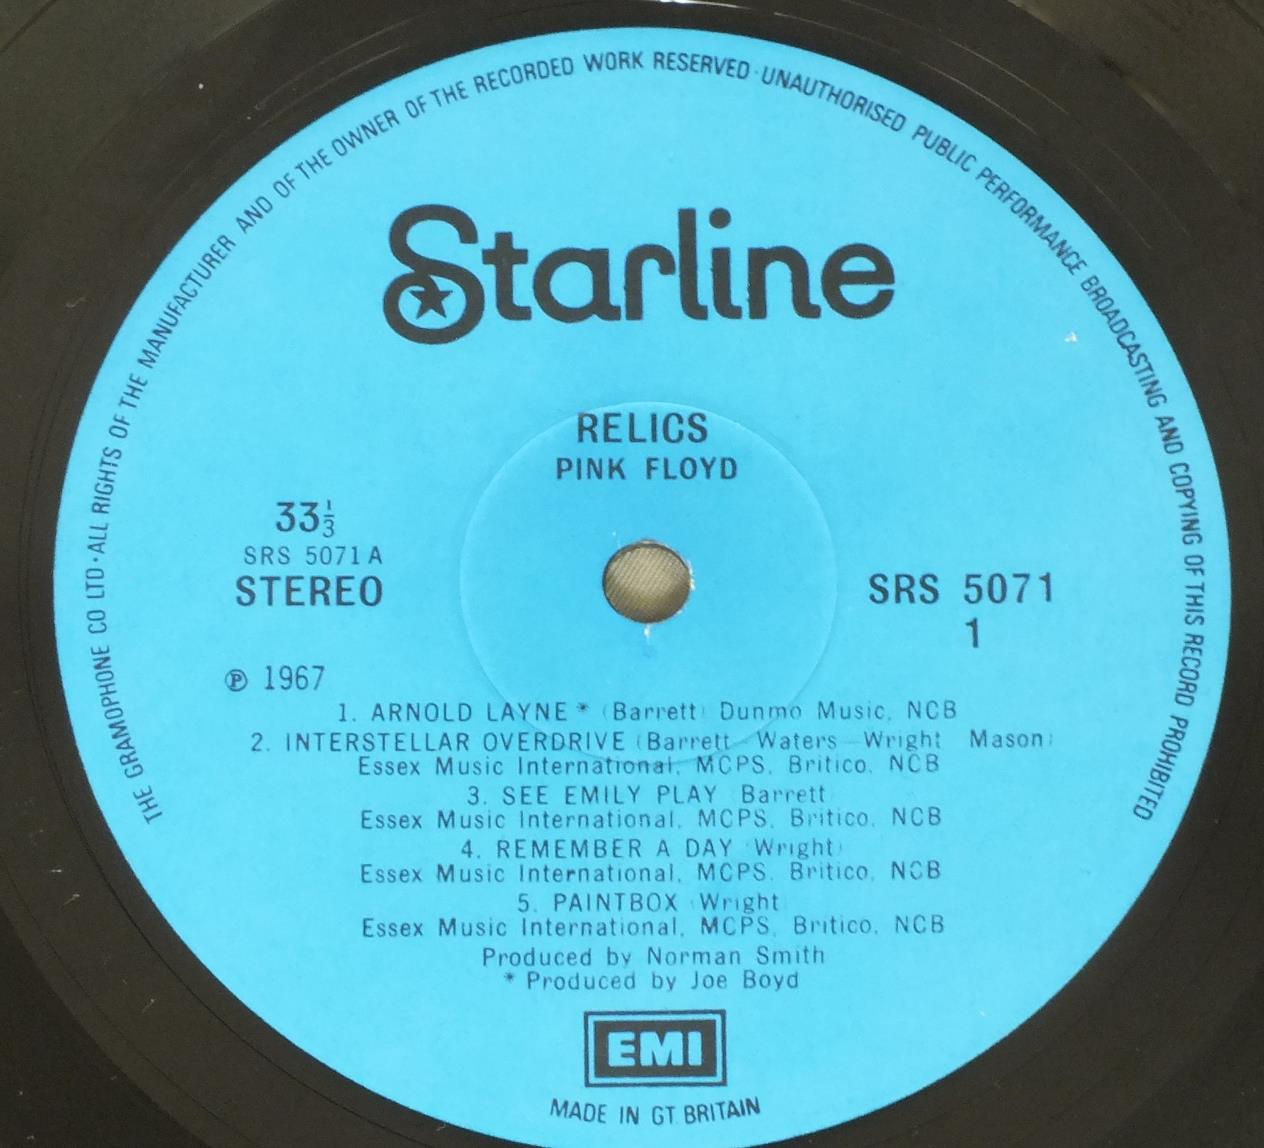 THE GRAMOPHONE CO LTD · ALL RIGHTS OF THE MANUFACTURER AND OF THE OWNER OF THE RECORDED WORK RESERVED · UNAUTHORISED PUBLIC PERFORMANCE BROADCASTING AND COPYING OF THIS RECORD PROHIBITED
Starline
RELICS
PINK FLOYD
33⅓
SRS 5071 A
STEREO
SRS 5071
1
℗ 1967
1. ARNOLD LAYNE * (Barrett) Dunmo Music, NCB
2. INTERSTELLAR OVERDRIVE (Barrett - Waters - Wright Mason)
Essex Music International, MCPS, Britico, NCB
3. SEE EMILY PLAY Barrett
Essex Music International, MCPS, Britico, NCB
4. REMEMBER A DAY (Wright)
Essex Music International, MCPS, Britico, NCB
5. PAINTBOX (Wright
Essex Music International, MCPS, Britico, NCB
Produced by Norman Smith
* Produced by Joe Boyd
EMI
MADE IN GT. BRITAIN